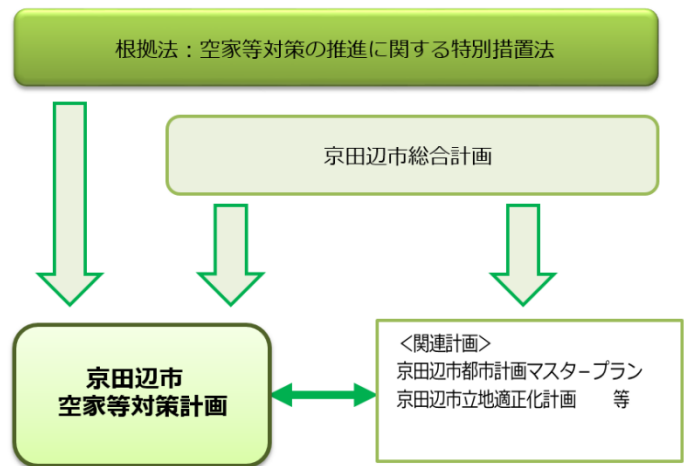 根拠法：空家等対策の推進に関する特別措置法
京田辺市総合計画
京田辺市
空家等対策計画
＜関連計画＞
京田辺市都市計画マスタープラン
京田辺市立地適正化計画　　等